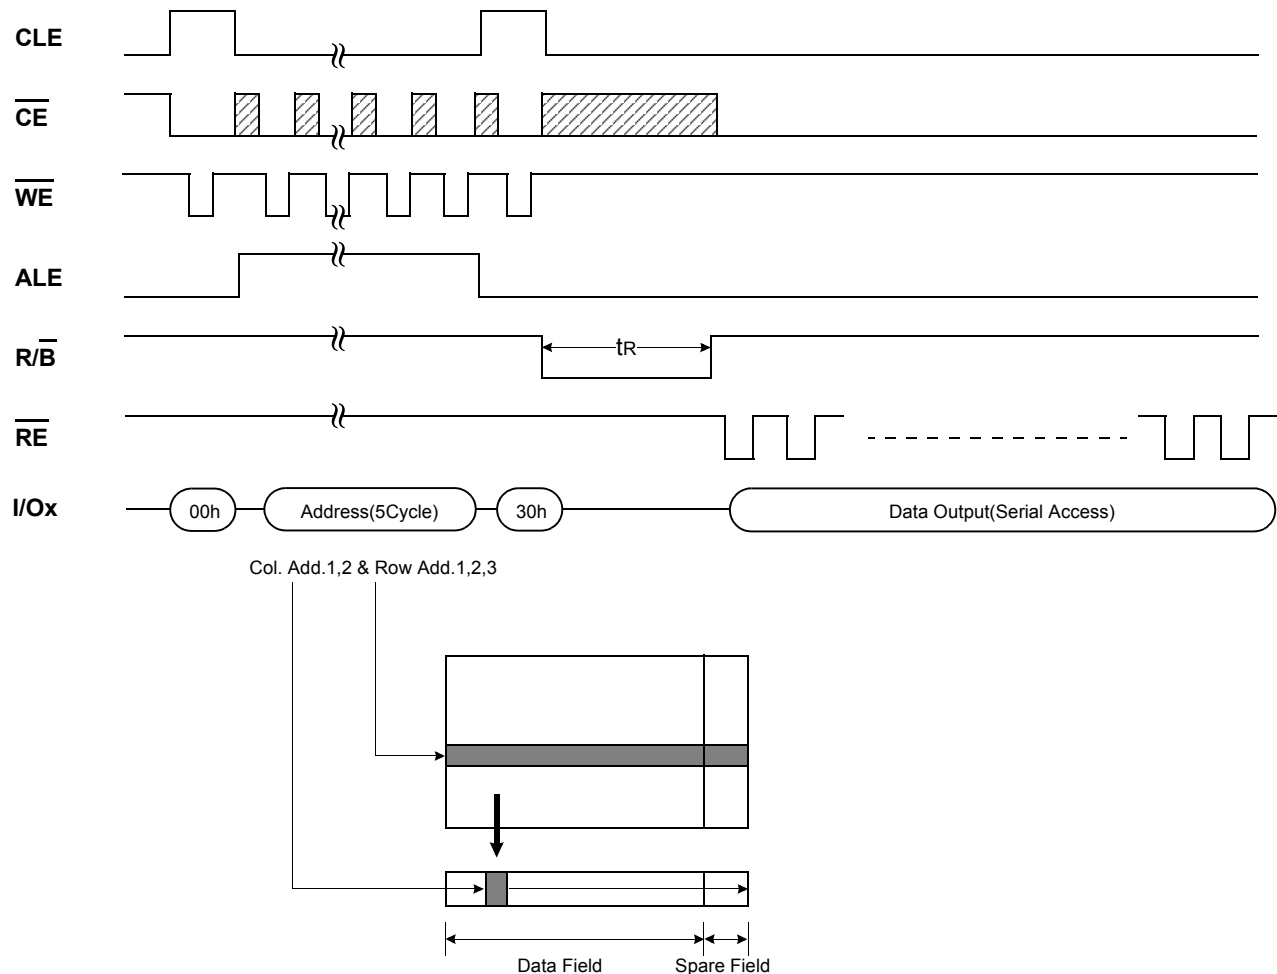 CLE
CE
WE
ALE
R/B
tR
RE
I/Ox
00h
Address(5Cycle)
30h
Data Output(Serial Access)
Col. Add.1,2 & Row Add.1,2,3
Data Field
Spare Field